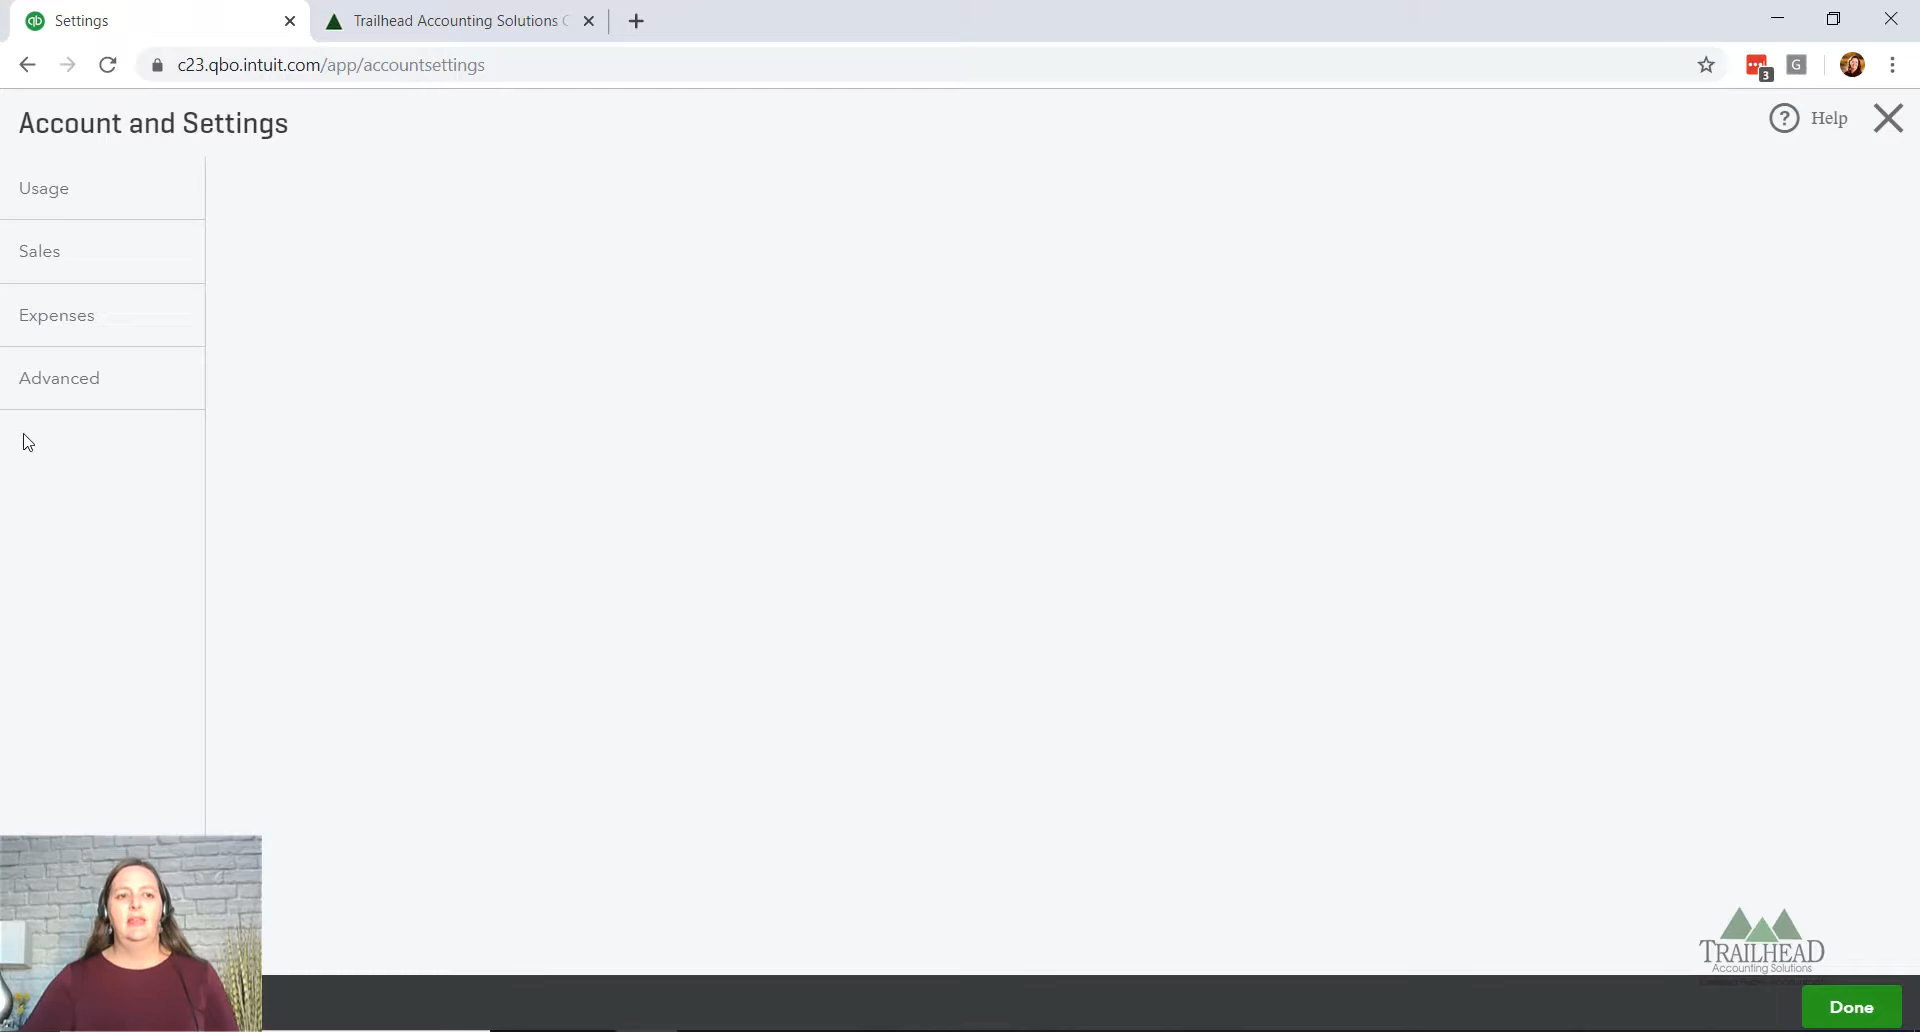 Settings
Trailhead Accounting Solutions
c23.qbo.intuit.com/app/accountsettings
3
G
Account and Settings
? Help
Usage
Sales
Expenses
Advanced
TRAILHEAD
Accounting Solutions
Done